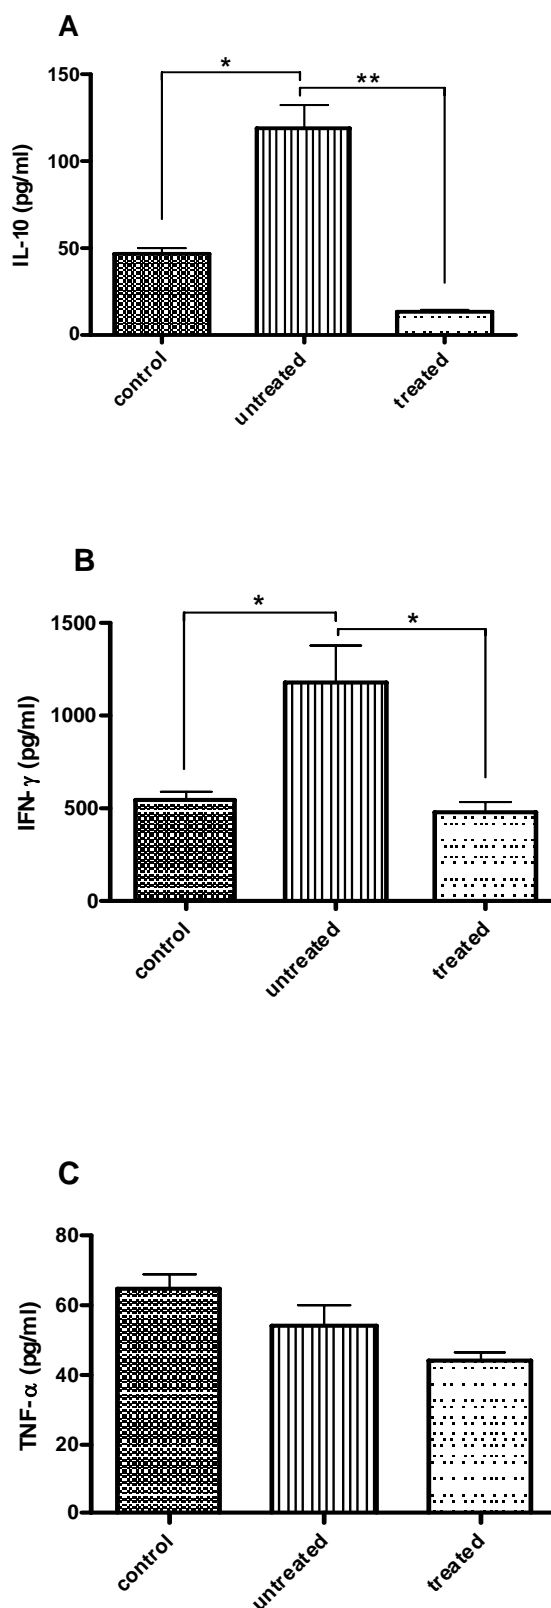 A
* **
150
100
50
0
IL-10 (pg/ml)
control untreated treated
B
* *
1500
1000
500
0
IFN-γ (pg/ml)
control untreated treated
C
80
60
40
20
0
TNF-α (pg/ml)
control untreated treated